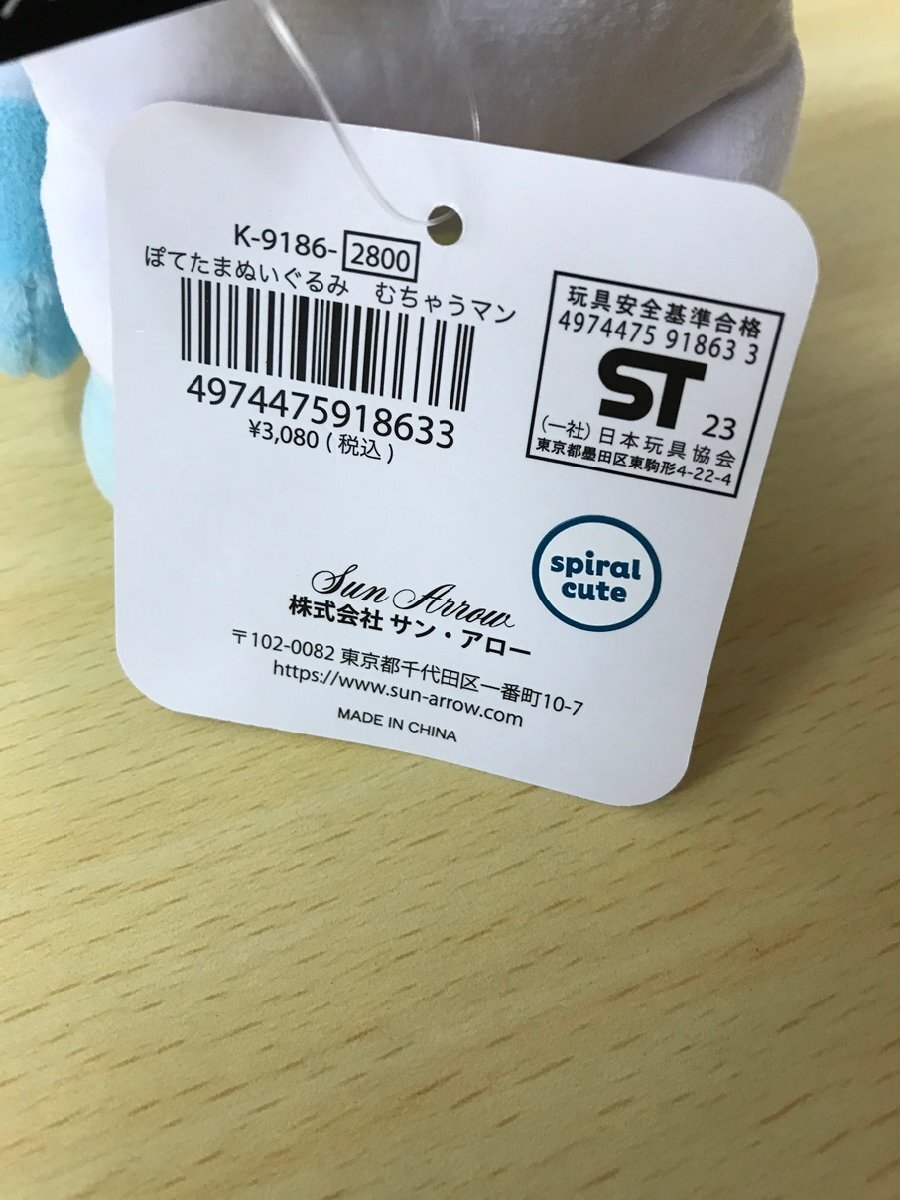 K-9186-2800
ぽてたまぬいぐるみ むちゃうマン
4974475918633
¥3,080 (税込)
玩具安全基準合格
4974475 91863 3
ST 23
(一社) 日本玩具協会
東京都墨田区東駒形4-22-4
spiral
cute
Sun Arrow
株式会社 サン・アロー
〒102-0082 東京都千代田区一番町10-7
https://www.sun-arrow.com
MADE IN CHINA